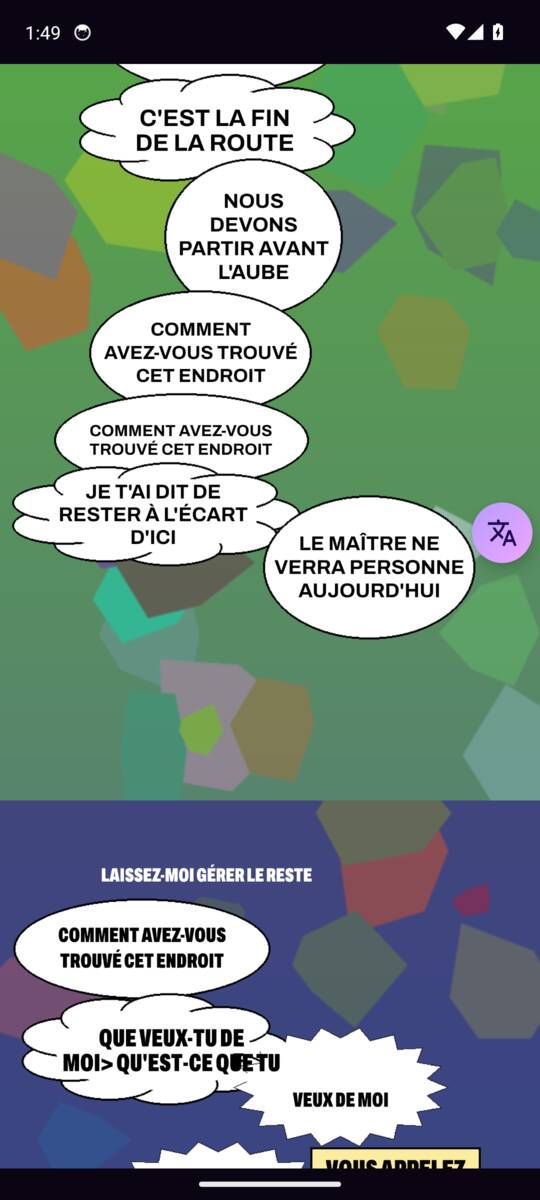 1:49
C'EST LA FIN
DE LA ROUTE
NOUS
DEVONS
PARTIR AVANT
L'AUBE
COMMENT
AVEZ-VOUS TROUVÉ
CET ENDROIT
COMMENT AVEZ-VOUS
TROUVÉ CET ENDROIT
JE T'AI DIT DE
RESTER À L'ÉCART
D'ICI
LE MAÎTRE NE
VERRA PERSONNE
AUJOURD'HUI
LAISSEZ-MOI GÉRER LE RESTE
COMMENT AVEZ-VOUS
TROUVÉ CET ENDROIT
QUE VEUX-TU DE
MOI> QU'EST-CE QUE TU
VEUX DE MOI
VOUS APPELEZ